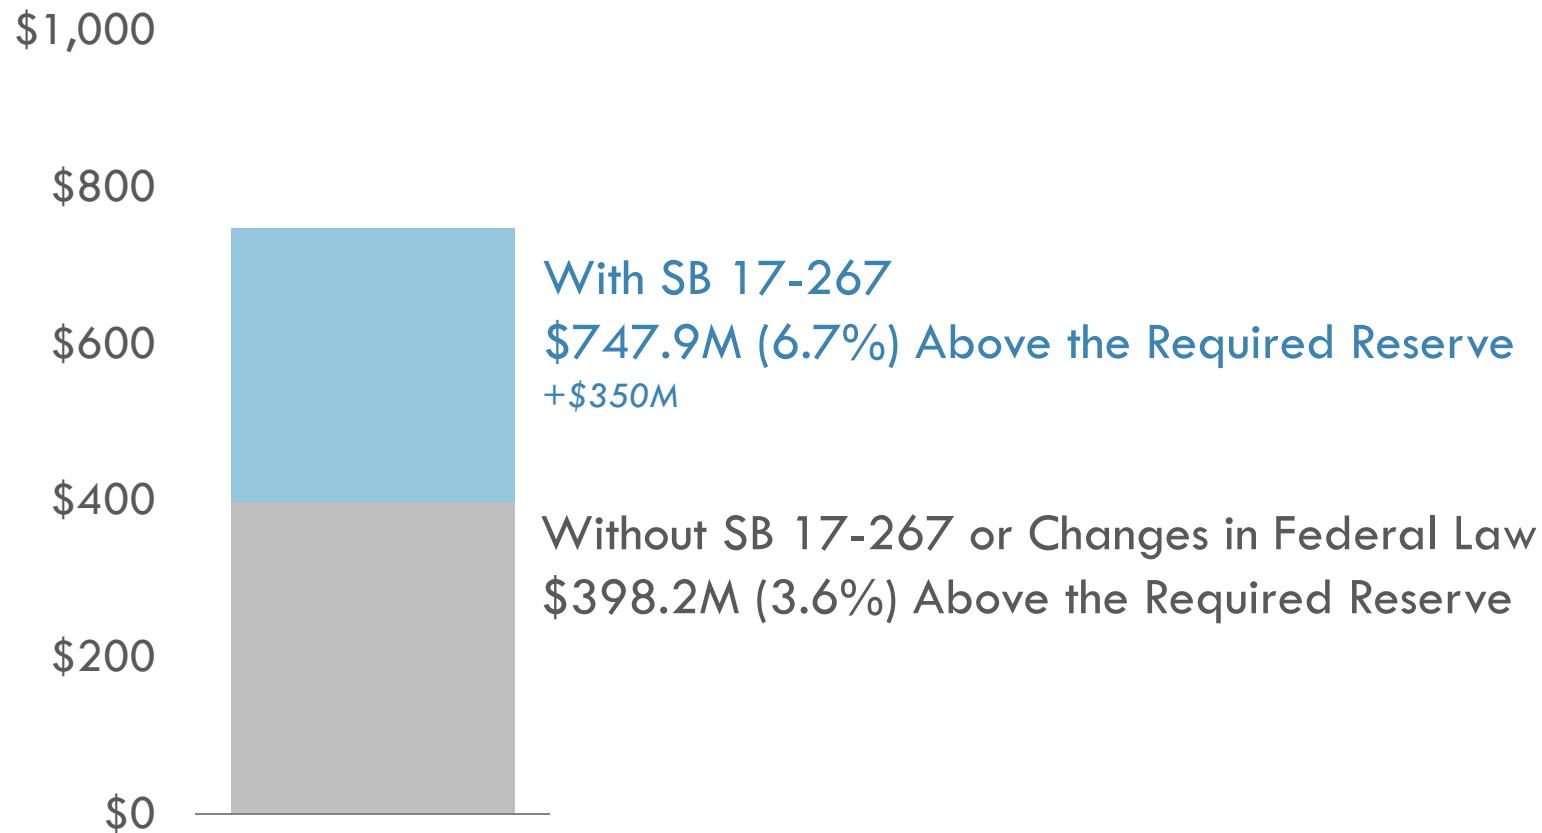 $1,000
$800
$600
$400
$200
$0
With SB 17-267
$747.9M (6.7%) Above the Required Reserve
+$350M
Without SB 17-267 or Changes in Federal Law
$398.2M (3.6%) Above the Required Reserve